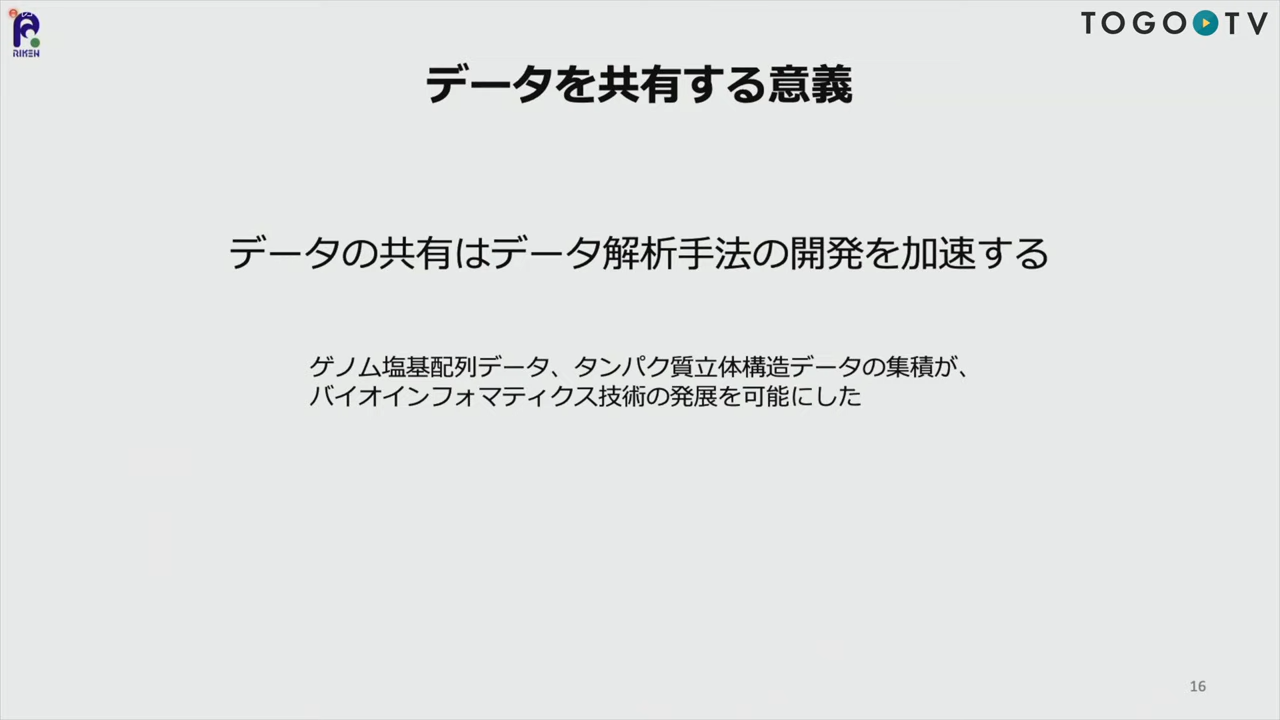 RIKEN
TOGO TV
データを共有する意義
データの共有はデータ解析手法の開発を加速する
ゲノム塩基配列データ、タンパク質立体構造データの集積が、
バイオインフォマティクス技術の発展を可能にした
16